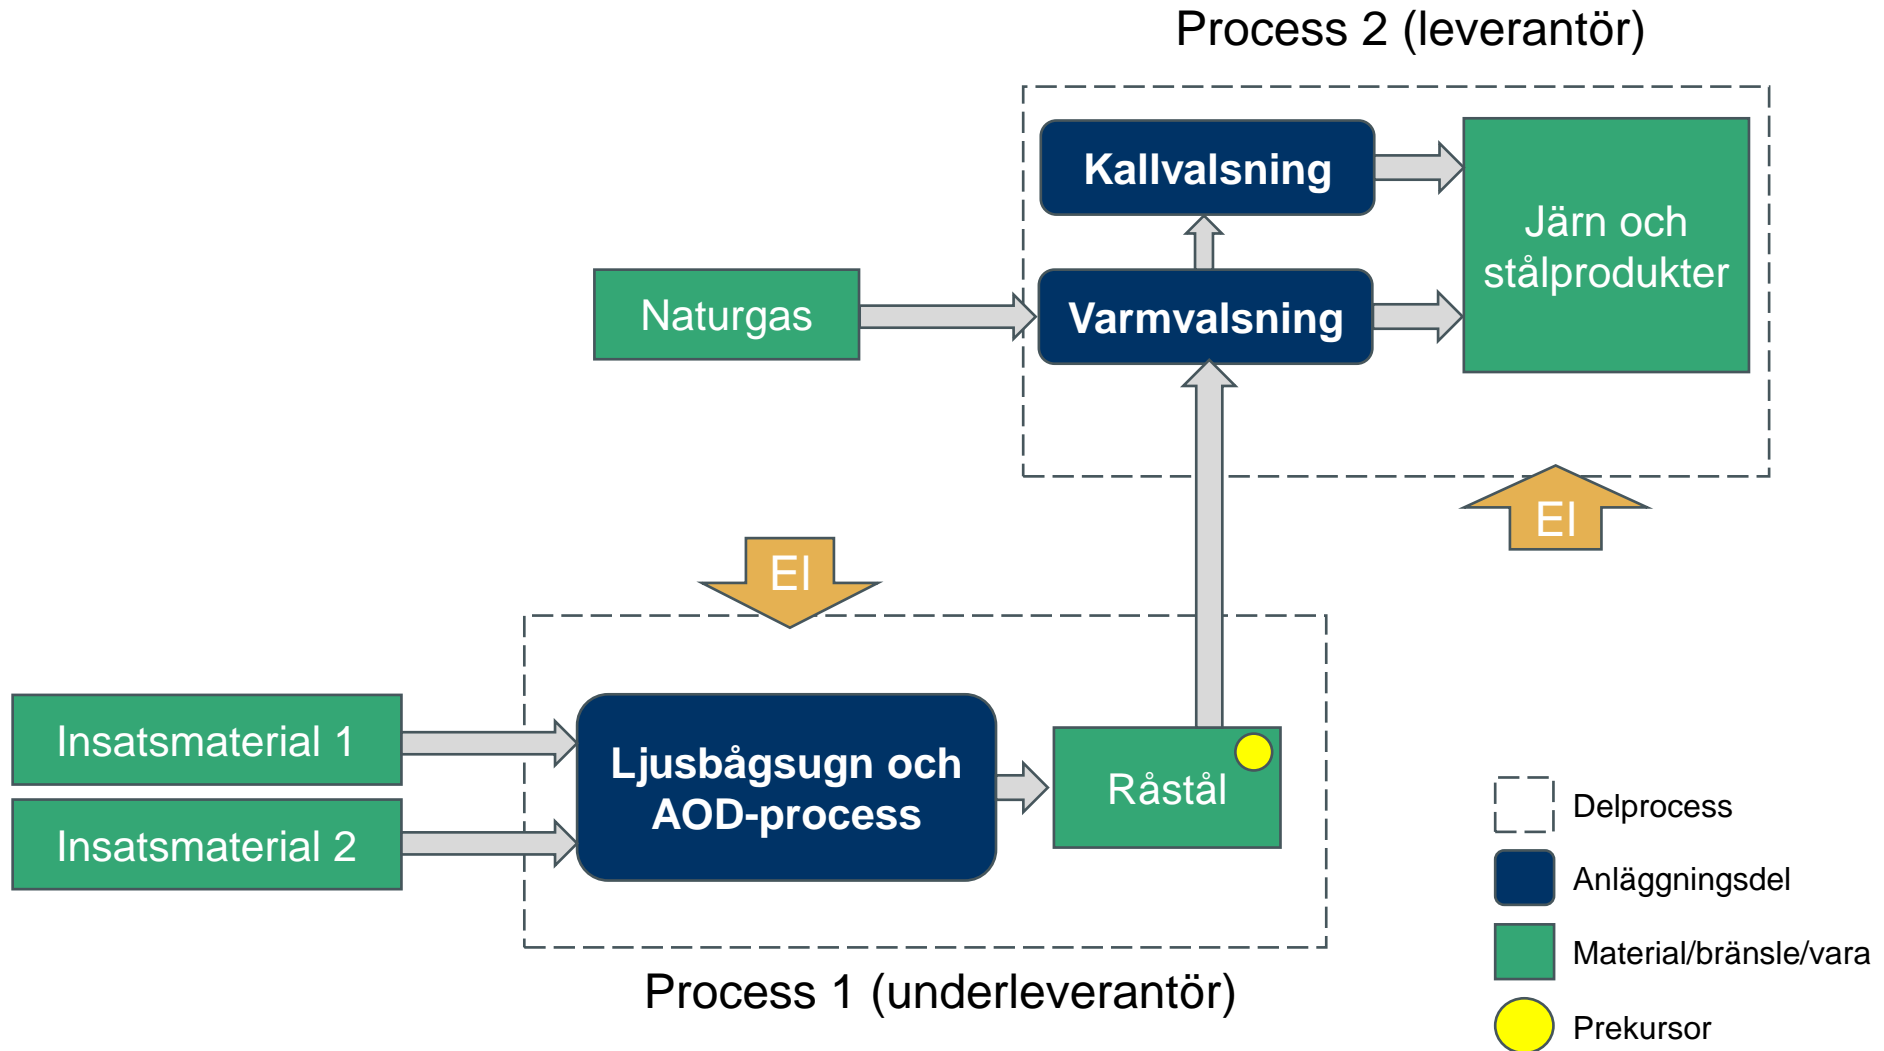 Process 2 (leverantör)
Kallvalsning
Järn och
stålprodukter
Naturgas
Varmvalsning
El
El
Insatsmaterial 1
Insatsmaterial 2
Ljusbågsugn och
AOD-process
Råstål
Process 1 (underleverantör)
Delprocess
Anläggningsdel
Material/bränsle/vara
Prekursor